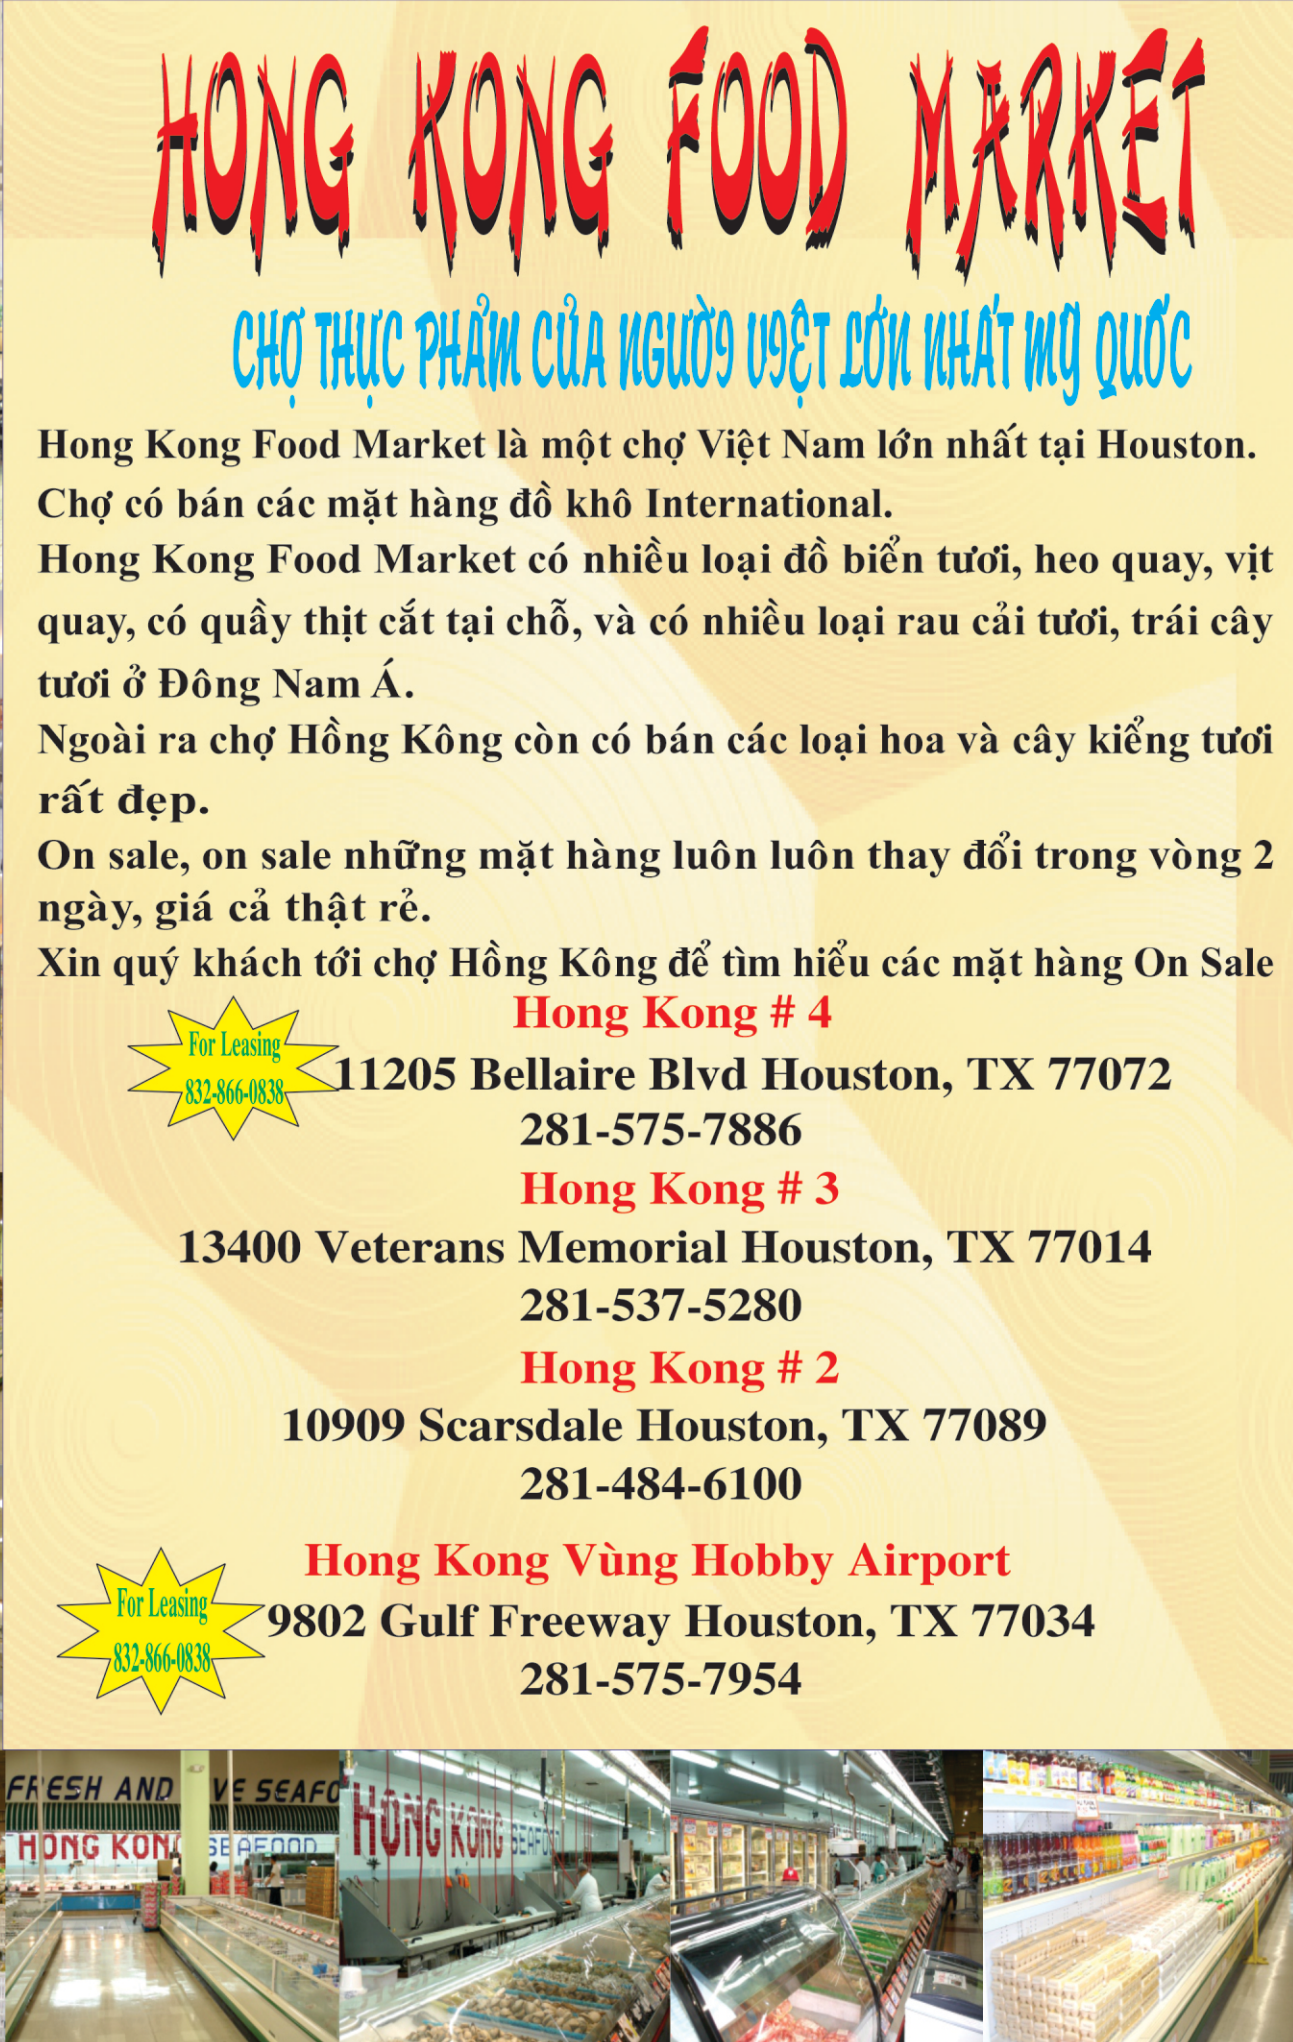 HONG KONG FOOD MARKET
CHỢ THỰC PHẨM CỦA NGƯỜI VIỆT LỚN NHẤT MỸ QUỐC
Hong Kong Food Market là một chợ Việt Nam lớn nhất tại Houston.
Chợ có bán các mặt hàng đồ khô International.
Hong Kong Food Market có nhiều loại đồ biển tươi, heo quay, vịt
quay, có quầy thịt cắt tại chỗ, và có nhiều loại rau cải tươi, trái cây
tươi ở Đông Nam Á.
Ngoài ra chợ Hồng Kông còn có bán các loại hoa và cây kiểng tươi
rất đẹp.
On sale, on sale những mặt hàng luôn luôn thay đổi trong vòng 2
ngày, giá cả thật rẻ.
Xin quý khách tới chợ Hồng Kông để tìm hiểu các mặt hàng On Sale
Hong Kong # 4
For Leasing
832-866-0838
11205 Bellaire Blvd Houston, TX 77072
281-575-7886
Hong Kong # 3
13400 Veterans Memorial Houston, TX 77014
281-537-5280
Hong Kong # 2
10909 Scarsdale Houston, TX 77089
281-484-6100
Hong Kong Vùng Hobby Airport
For Leasing
832-866-0838
9802 Gulf Freeway Houston, TX 77034
281-575-7954
FRESH AND VE SEAFO
HONG KON SEAFOOD
HONG KONG SEAFOO